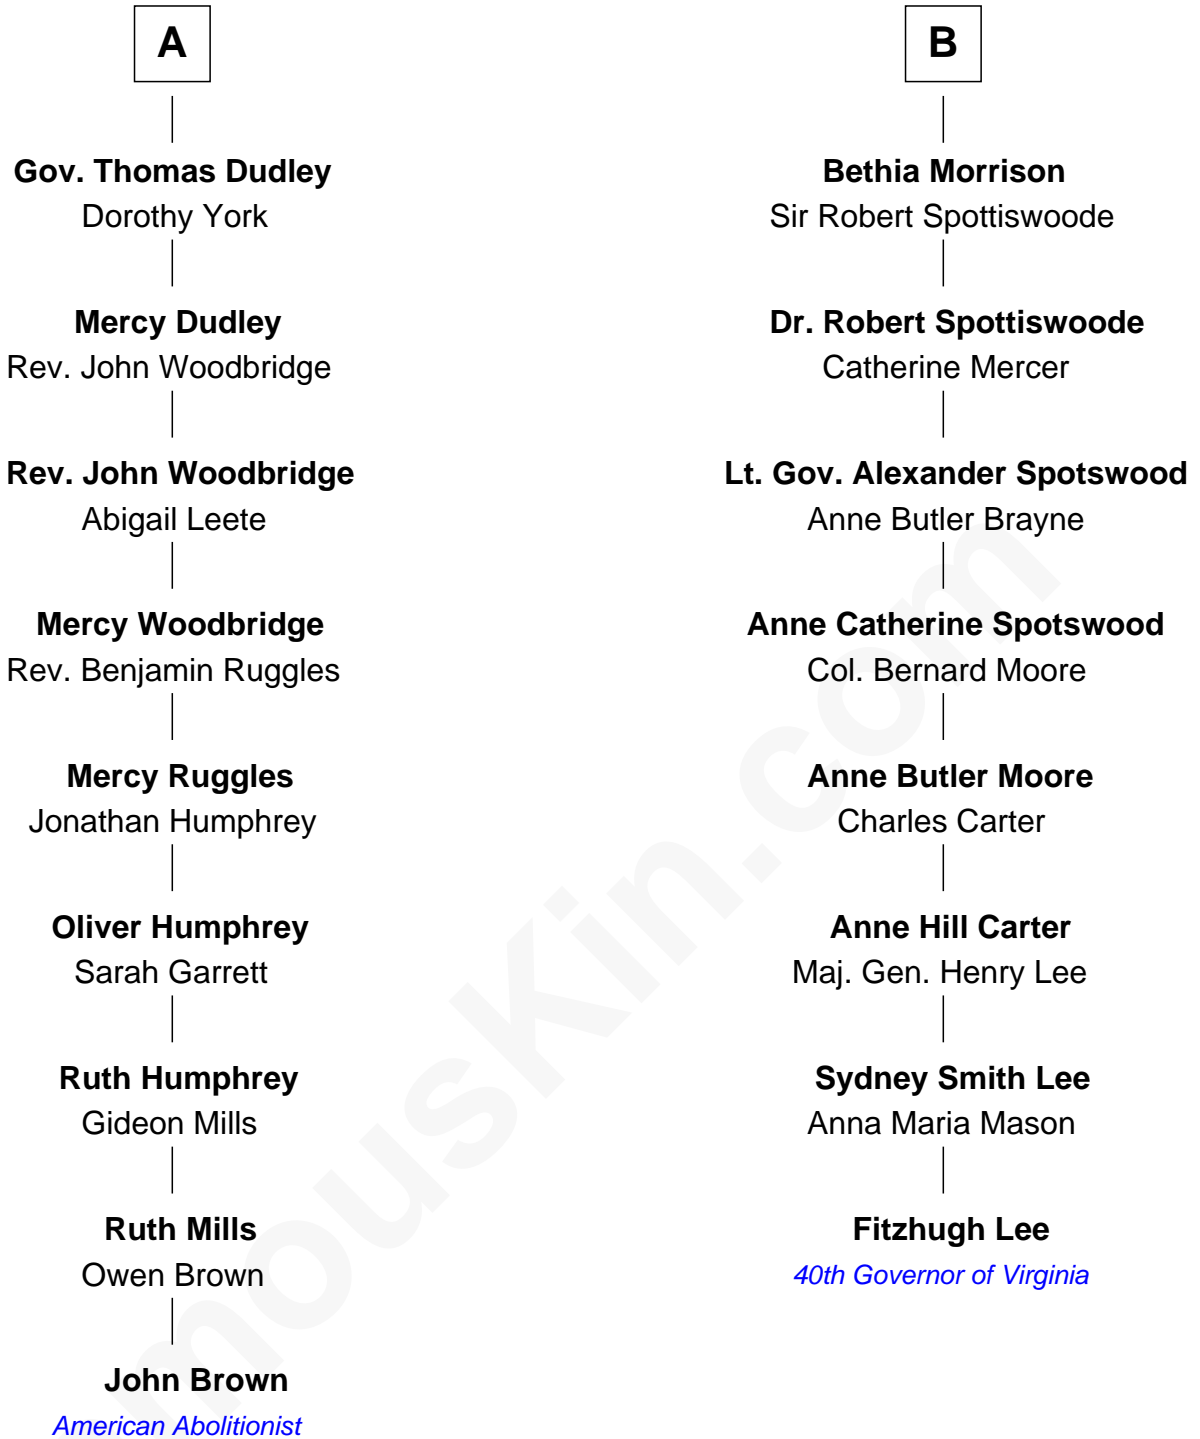 A
Gov. Thomas Dudley
Dorothy York
Mercy Dudley
Rev. John Woodbridge
Rev. John Woodbridge
Abigail Leete
Mercy Woodbridge
Rev. Benjamin Ruggles
Mercy Ruggles
Jonathan Humphrey
Oliver Humphrey
Sarah Garrett
Ruth Humphrey
Gideon Mills
Ruth Mills
Owen Brown
John Brown
American Abolitionist
B
Bethia Morrison
Sir Robert Spottiswoode
Dr. Robert Spottiswoode
Catherine Mercer
Lt. Gov. Alexander Spotswood
Anne Butler Brayne
Anne Catherine Spotswood
Col. Bernard Moore
Anne Butler Moore
Charles Carter
Anne Hill Carter
Maj. Gen. Henry Lee
Sydney Smith Lee
Anna Maria Mason
Fitzhugh Lee
40th Governor of Virginia
mousKin.com